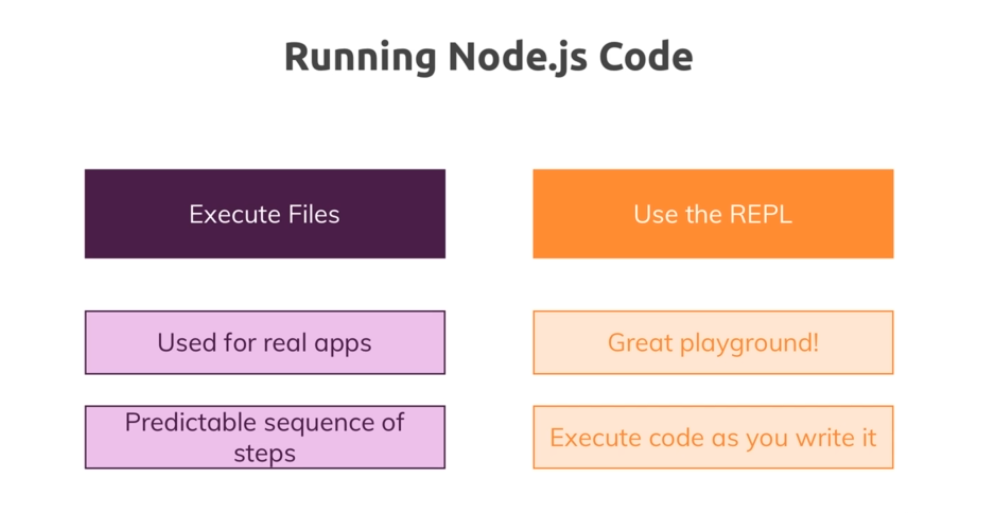 Running Node.js Code
Execute Files
Use the REPL
Used for real apps
Great playground!
Predictable sequence of
steps
Execute code as you write it